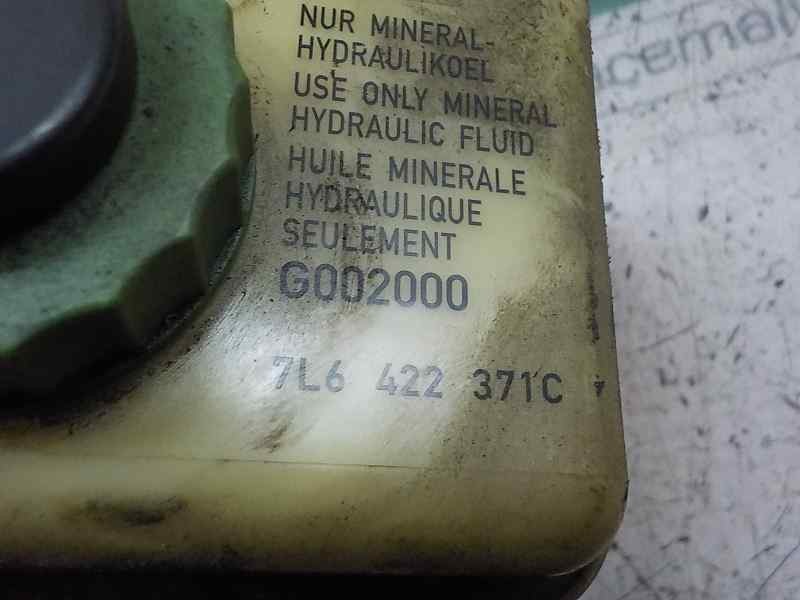 NUR MINERAL-
HYDRAULIKOEL
USE ONLY MINERAL
HYDRAULIC FLUID
HUILE MINERALE
HYDRAULIQUE
SEULEMENT
G002000
7L6 422 371C